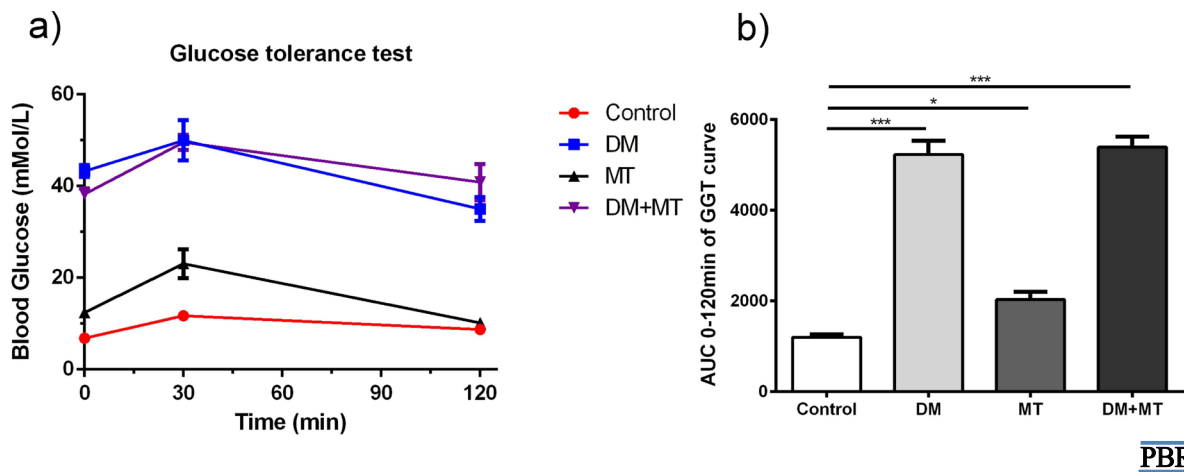 a)
Glucose tolerance test
Blood Glucose (mMol/L)
60
40
20
0
0
30
60
90
120
Time (min)
Control
DM
MT
DM+MT
b)
***
*
***
AUC 0-120min of GGT curve
6000
4000
2000
0
Control
DM
MT
DM+MT
PBR